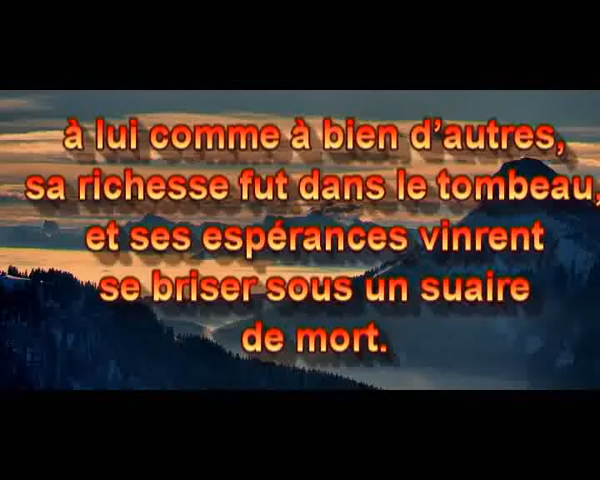 à lui comme à bien d’autres,
sa richesse fut dans le tombeau,
et ses espérances vinrent
se briser sous un suaire
de mort.